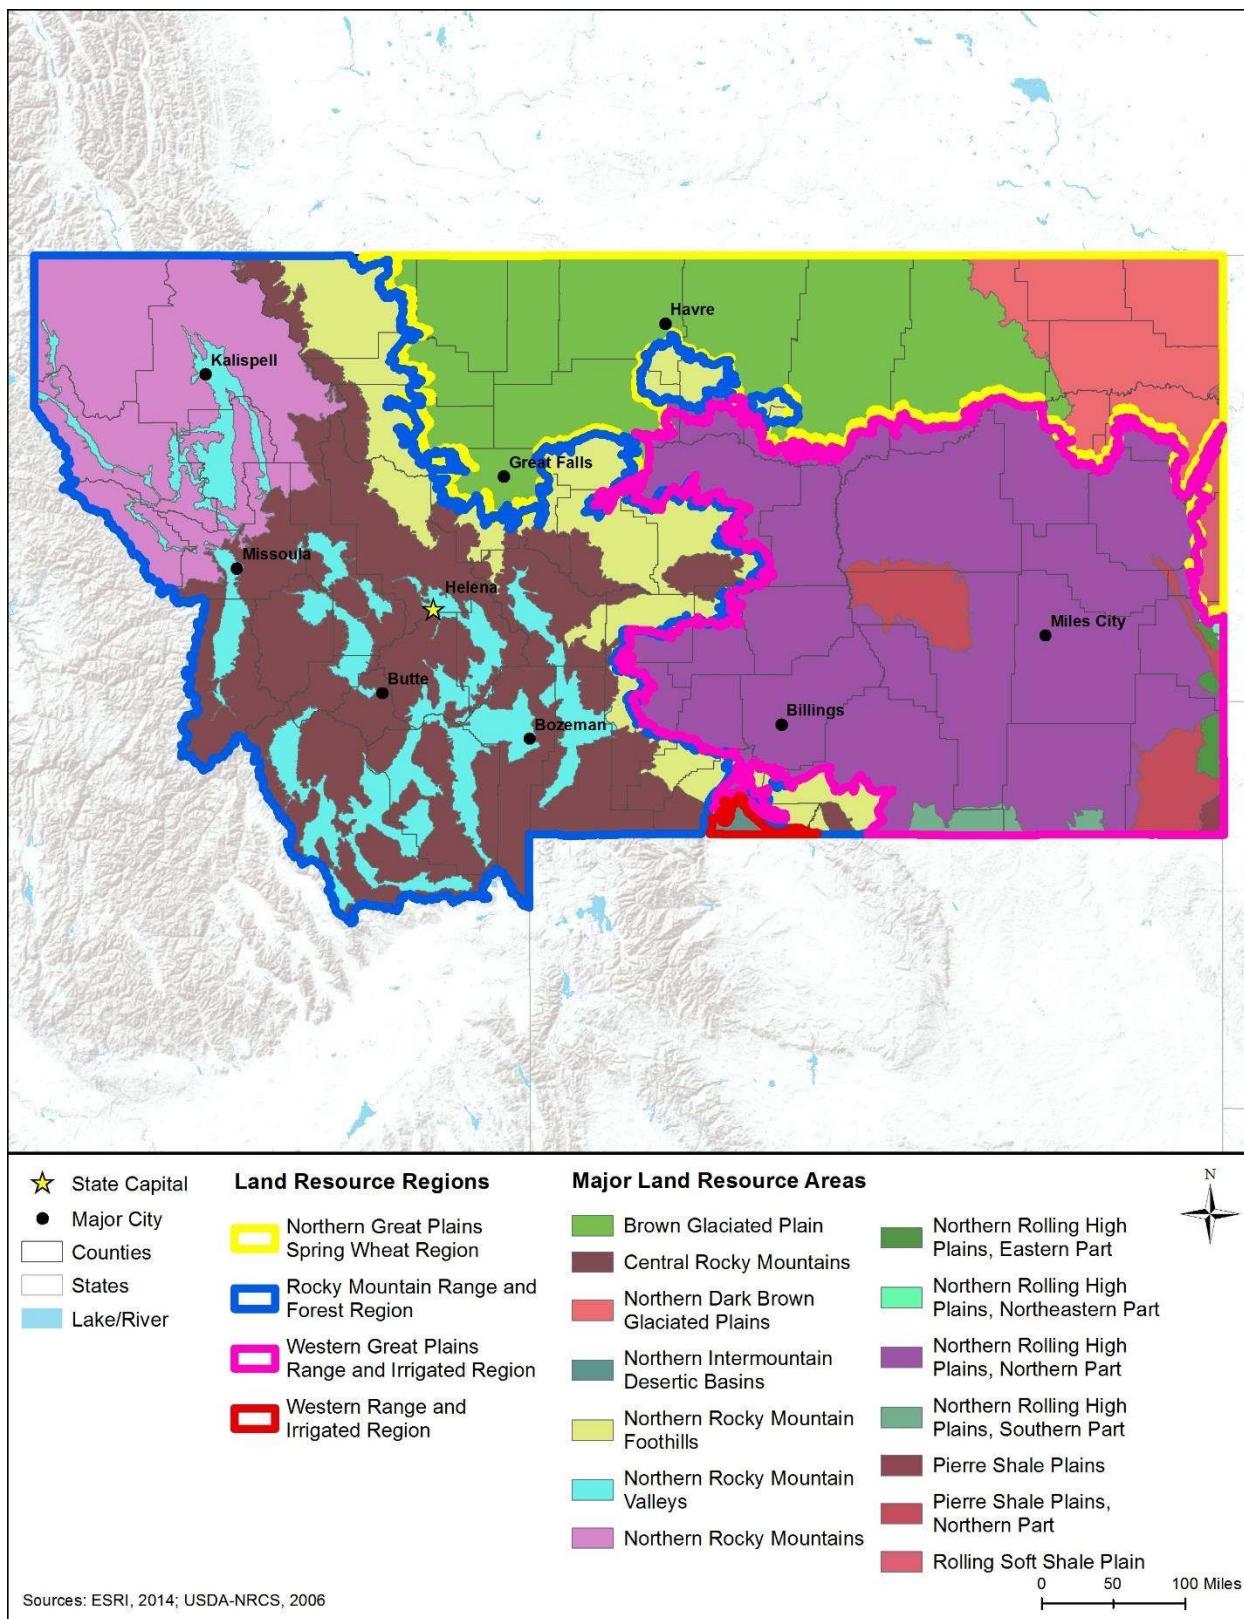 Havre
Kalispell
Great Falls
Missoula
Helena
Miles City
Butte
Billings
Bozeman
State Capital
Major City
Counties
States
Lake/River
Land Resource Regions
Northern Great Plains
Spring Wheat Region
Rocky Mountain Range and
Forest Region
Western Great Plains
Range and Irrigated Region
Western Range and
Irrigated Region
Major Land Resource Areas
Brown Glaciated Plain
Central Rocky Mountains
Northern Dark Brown
Glaciated Plains
Northern Intermountain
Desertic Basins
Northern Rocky Mountain
Foothills
Northern Rocky Mountain
Valleys
Northern Rocky Mountains
Northern Rolling High
Plains, Eastern Part
Northern Rolling High
Plains, Northeastern Part
Northern Rolling High
Plains, Northern Part
Northern Rolling High
Plains, Southern Part
Pierre Shale Plains
Pierre Shale Plains,
Northern Part
Rolling Soft Shale Plain
N
0 50 100 Miles
Sources: ESRI, 2014; USDA-NRCS, 2006